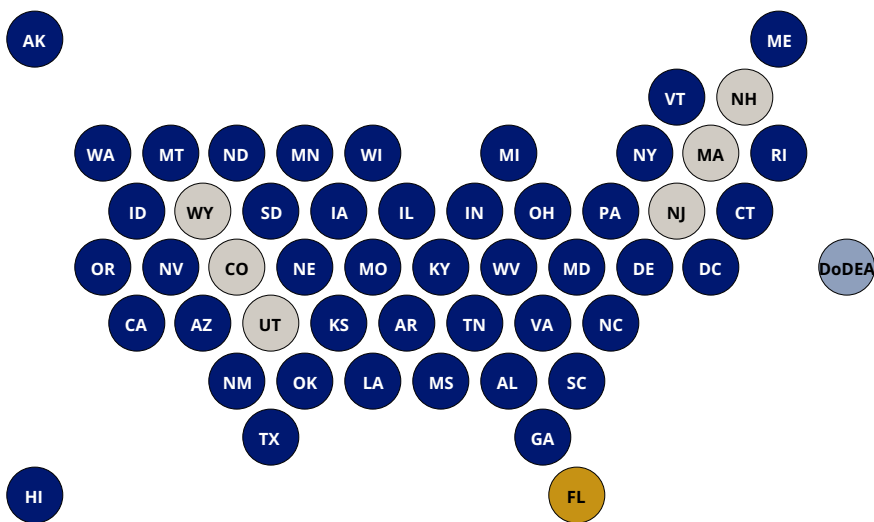 AK ME
VT NH
WA MT ND MN WI MI NY MA RI
ID WY SD IA IL IN OH PA NJ CT
OR NV CO NE MO KY WV MD DE DC DoDEA
CA AZ UT KS AR TN VA NC
NM OK LA MS AL SC
TX GA
HI FL